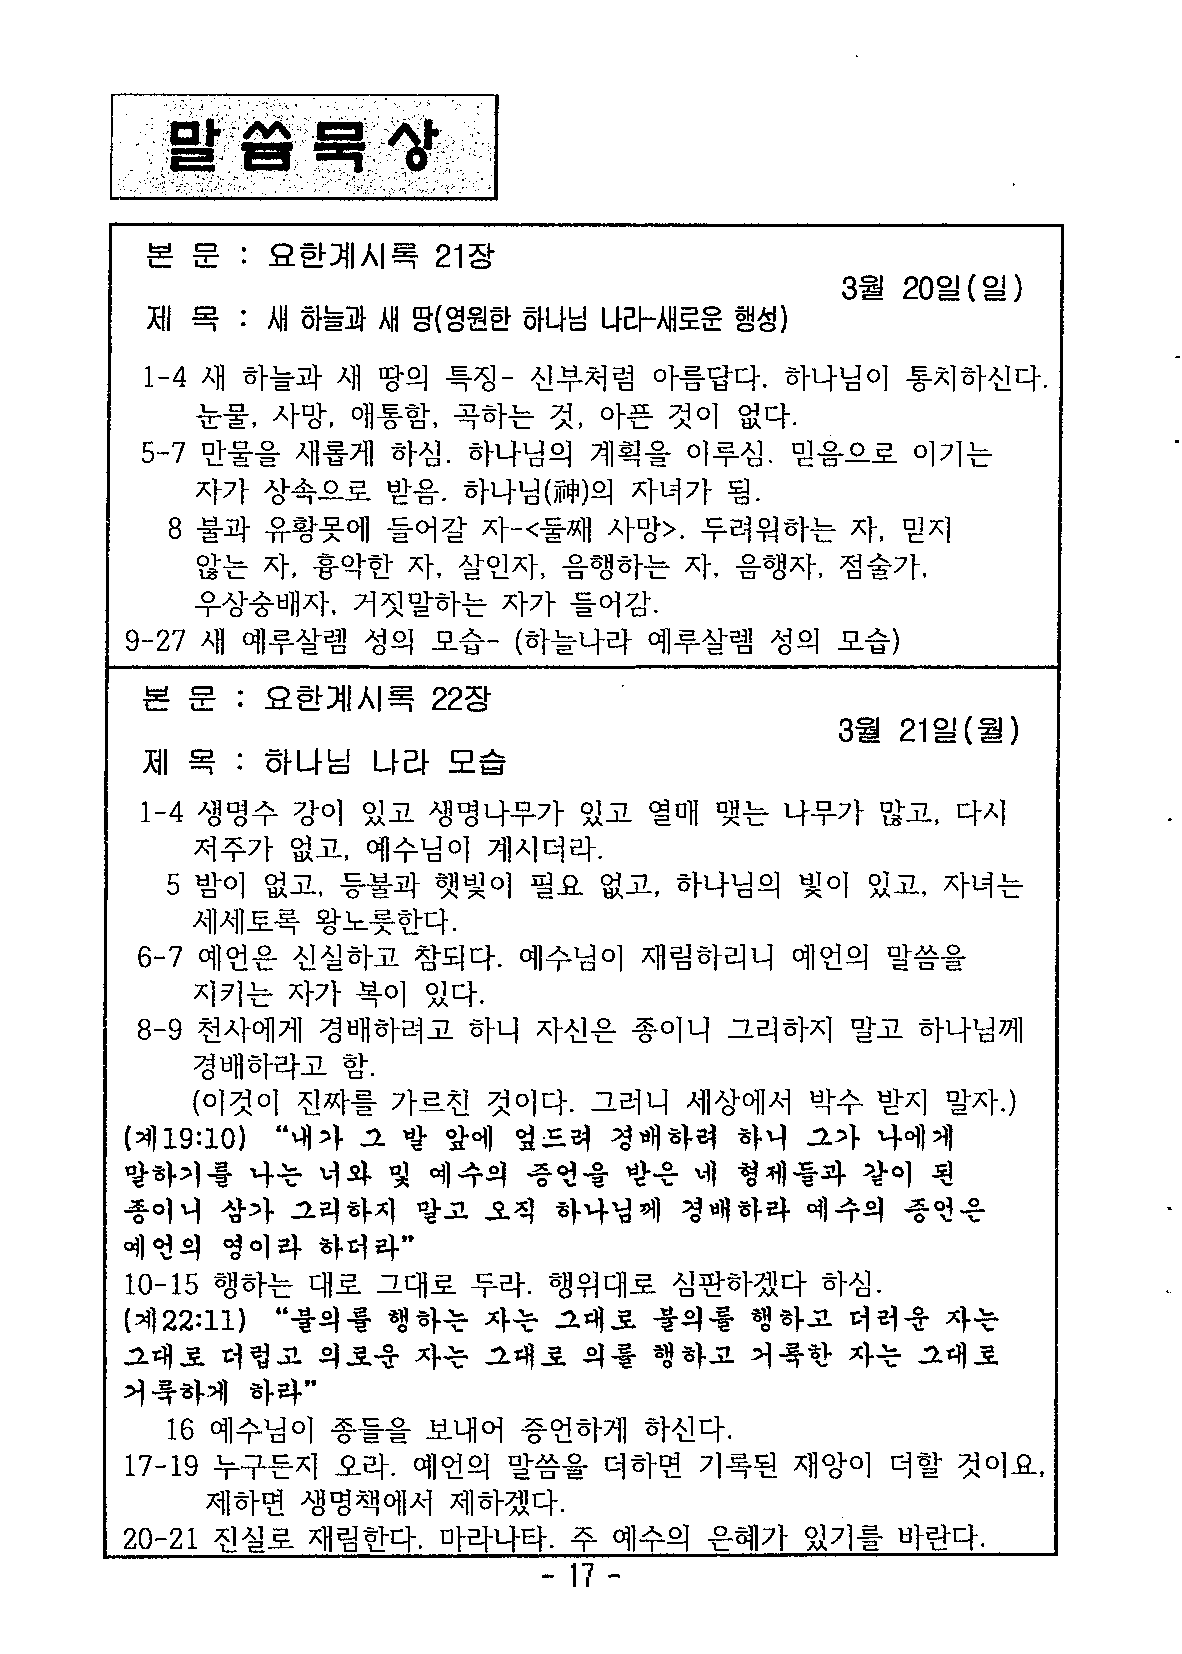 말씀묵상
본 문 : 요한계시록 21장
3월 20일(일)
제 목 : 새 하늘과 새 땅(영원한 하나님 나라-새로운 행성)
1-4 새 하늘과 새 땅의 특징- 신부처럼 아름답다. 하나님이 통치하신다.
눈물, 사망, 애통함, 곡하는 것, 아픈 것이 없다.
5-7 만물을 새롭게 하심. 하나님의 계획을 이루심. 믿음으로 이기는
자가 상속으로 받음. 하나님(神)의 자녀가 됨.
8 불과 유황못에 들어갈 자-<둘째 사망>. 두려워하는 자, 믿지
않는 자, 흉악한 자, 살인자, 음행하는 자, 음행자, 점술가,
우상숭배자, 거짓말하는 자가 들어감.
9-27 새 예루살렘 성의 모습- (하늘나라 예루살렘 성의 모습)
본 문 : 요한계시록 22장
3월 21일(월)
제 목 : 하나님 나라 모습
1-4 생명수 강이 있고 생명나무가 있고 열매 맺는 나무가 많고, 다시
저주가 없고, 예수님이 계시더라.
5 밤이 없고, 등불과 햇빛이 필요 없고, 하나님의 빛이 있고, 자녀는
세세토록 왕노릇한다.
6-7 예언은 신실하고 참되다. 예수님이 재림하리니 예언의 말씀을
지키는 자가 복이 있다.
8-9 천사에게 경배하려고 하니 자신은 종이니 그리하지 말고 하나님께
경배하라고 함.
(이것이 진짜를 가르친 것이다. 그러니 세상에서 박수 받지 말자.)
(계19:10) “내가 그 발 앞에 엎드려 경배하려 하니 그가 나에게
말하기를 나는 너와 및 예수의 증언을 받은 네 형제들과 같이 된
종이니 삼가 그리하지 말고 오직 하나님께 경배하라 예수의 증언은
예언의 영이라 하더라”
10-15 행하는 대로 그대로 두라. 행위대로 심판하겠다 하심.
(계22:11) “불의를 행하는 자는 그대로 불의를 행하고 더러운 자는
그대로 더럽고 의로운 자는 그대로 의를 행하고 거룩한 자는 그대로
거룩하게 하라”
16 예수님이 종들을 보내어 증언하게 하신다.
17-19 누구든지 오라. 예언의 말씀을 더하면 기록된 재앙이 더할 것이요,
제하면 생명책에서 제하겠다.
20-21 진실로 재림한다. 마라나타. 주 예수의 은혜가 있기를 바란다.
- 17 -